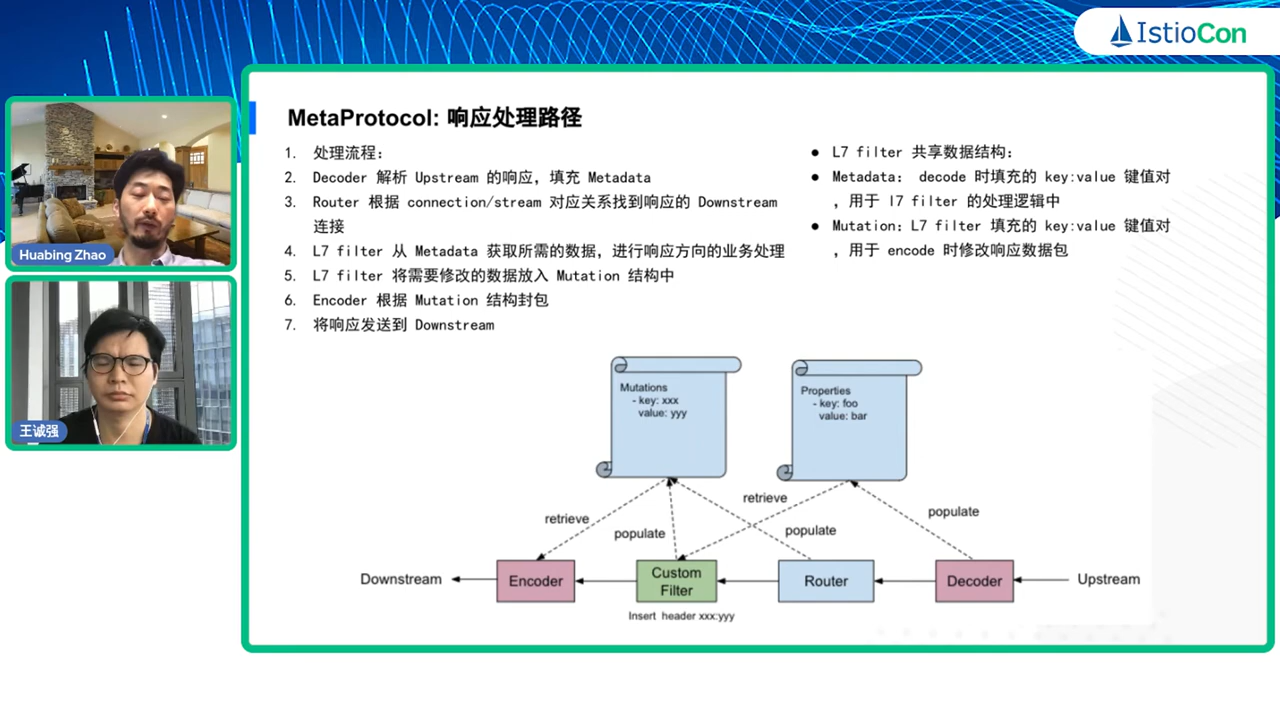 IstioCon
MetaProtocol: 响应处理路径
1. 处理流程:
2. Decoder 解析 Upstream 的响应，填充 Metadata
3. Router 根据 connection/stream 对应关系找到响应的 Downstream
连接
4. L7 filter 从 Metadata 获取所需的数据，进行响应方向的业务处理
5. L7 filter 将需要修改的数据放入 Mutation 结构中
6. Encoder 根据 Mutation 结构封包
7. 将响应发送到 Downstream
● L7 filter 共享数据结构:
● Metadata: decode 时填充的 key:value 键值对
，用于 l7 filter 的处理逻辑中
● Mutation: L7 filter 填充的 key:value 键值对
，用于 encode 时修改响应数据包
Huabing Zhao
王诚强
Mutations
- key: xxx
value: yyy
Properties
- key: foo
value: bar
retrieve
populate
retrieve
populate
populate
Downstream
Encoder
Custom
Filter
Router
Decoder
Upstream
Insert header xxx:yyy